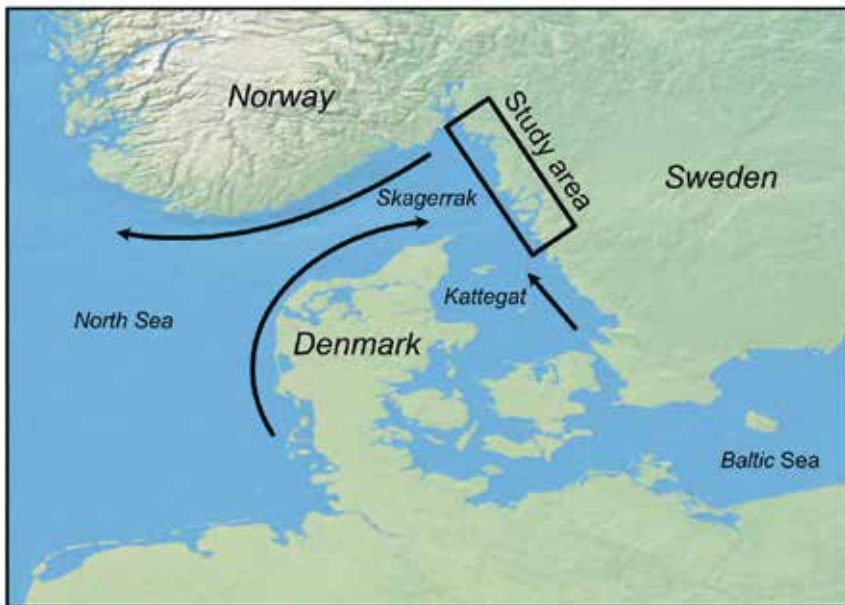 Norway
Study area
Sweden
Skagerrak
Kattegat
North Sea
Denmark
Baltic Sea